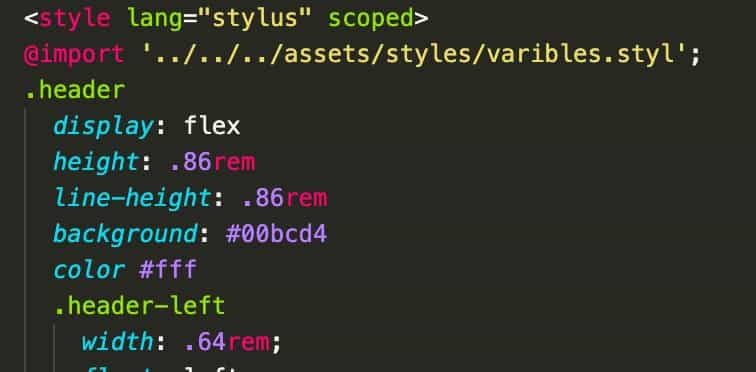 <style lang="stylus" scoped>
@import '../../../assets/styles/varibles.styl';
.header
display: flex
height: .86rem
line-height: .86rem
background: #00bcd4
color #fff
.header-left
width: .64rem;